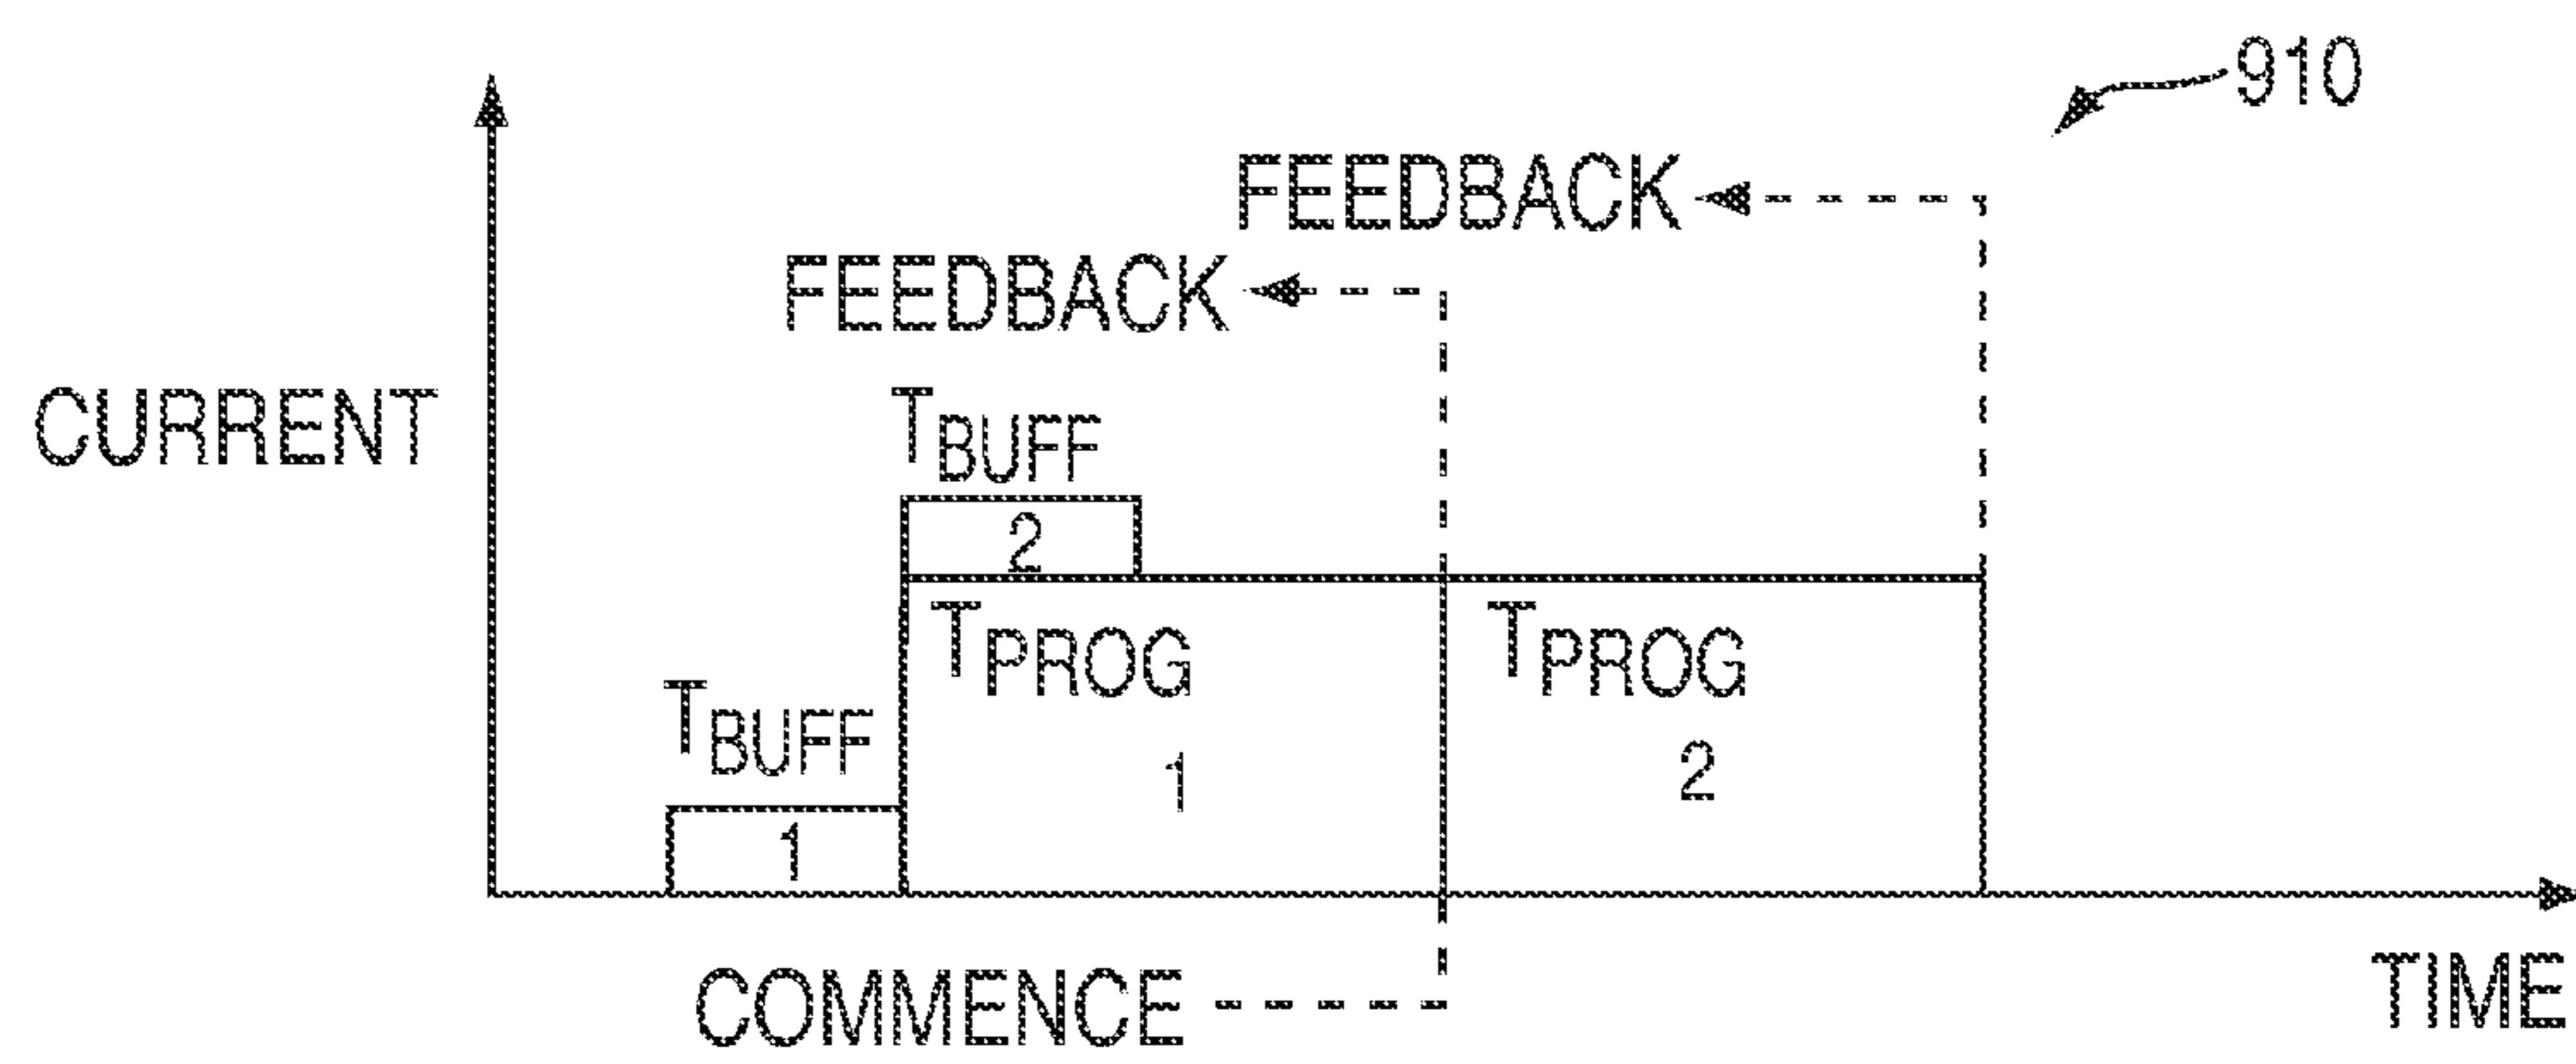 910
FEEDBACK
FEEDBACK
CURRENT
TBUFF
2
TPROG
TPROG
TBUFF
1
2
1
COMMENCE
TIME